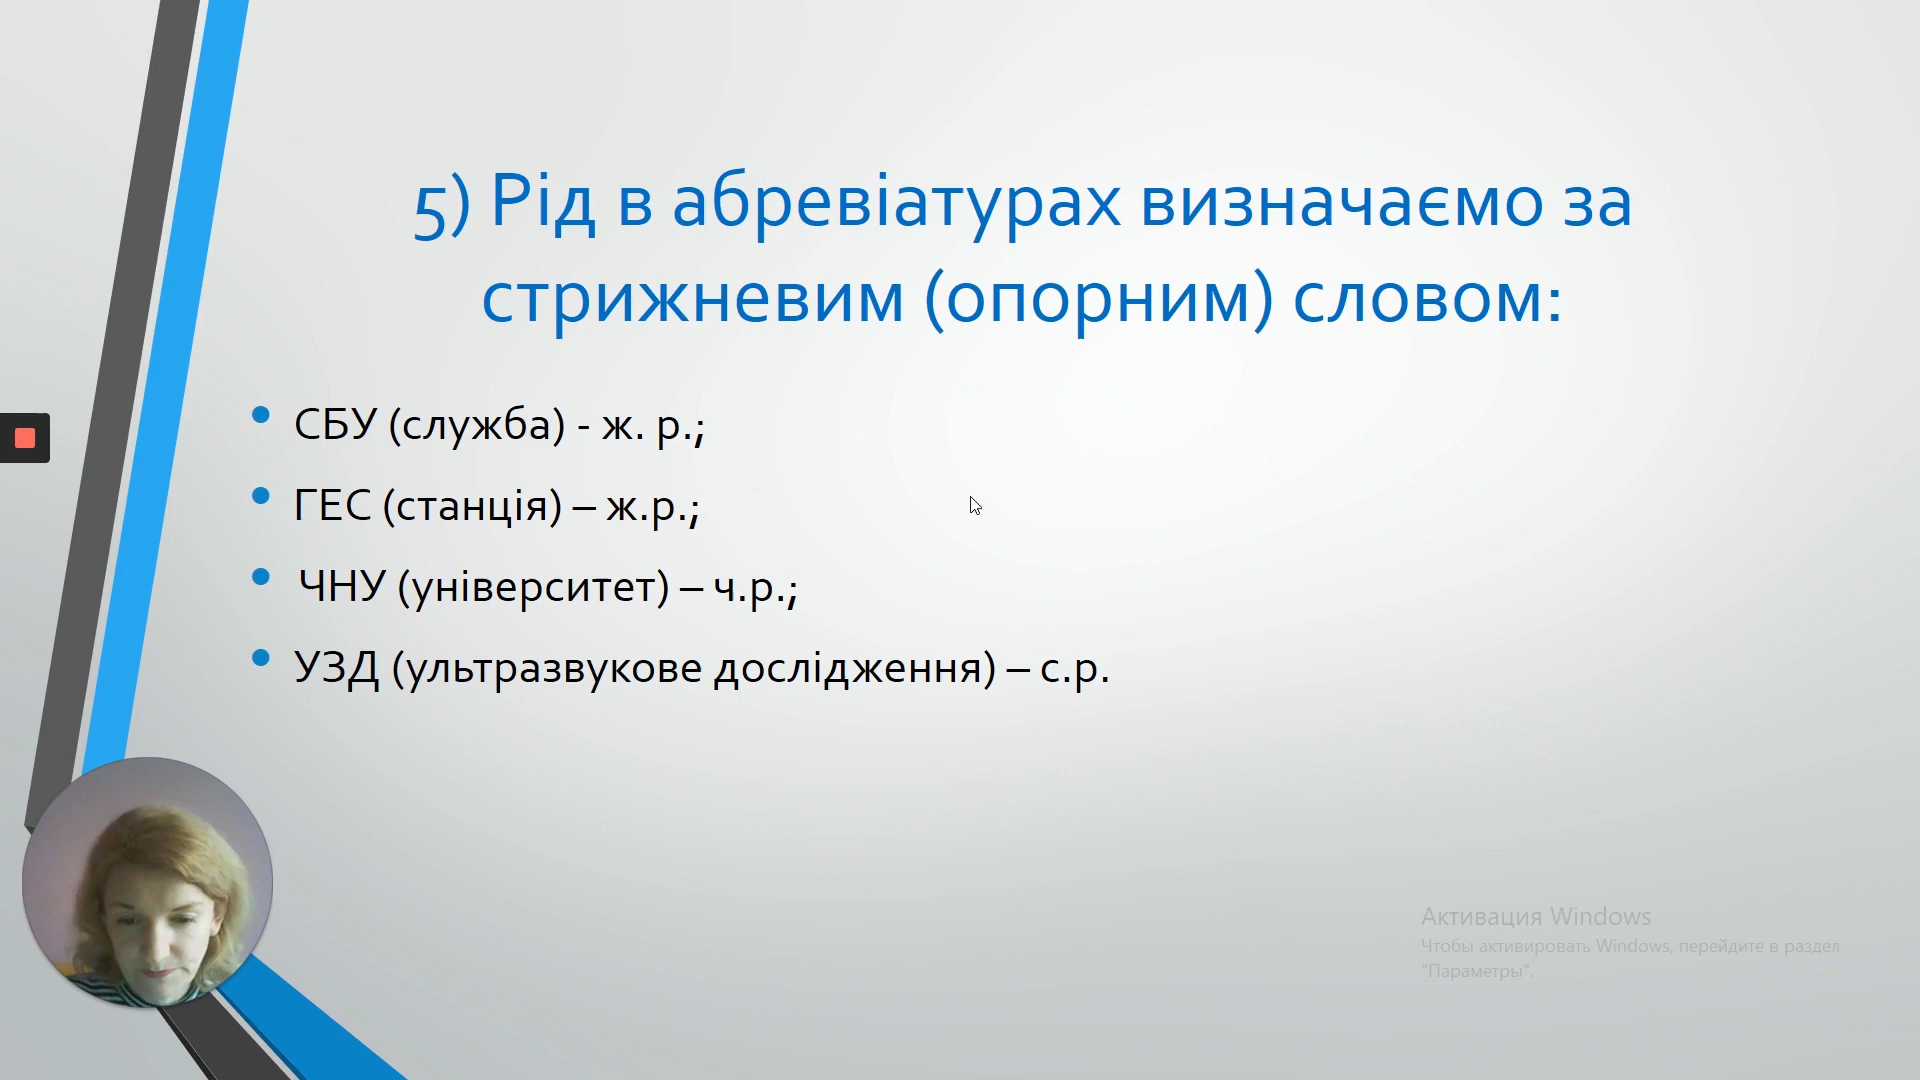 5) Рід в абревіатурах визначаємо за
стрижневим (опорним) словом:
СБУ (служба) - ж. р.;
ГЕС (станція) – ж.р.;
ЧНУ (університет) – ч.р.;
УЗД (ультразвукове дослідження) – с.р.
Активация Windows
Чтобы активировать Windows, перейдите в раздел
"Параметры".